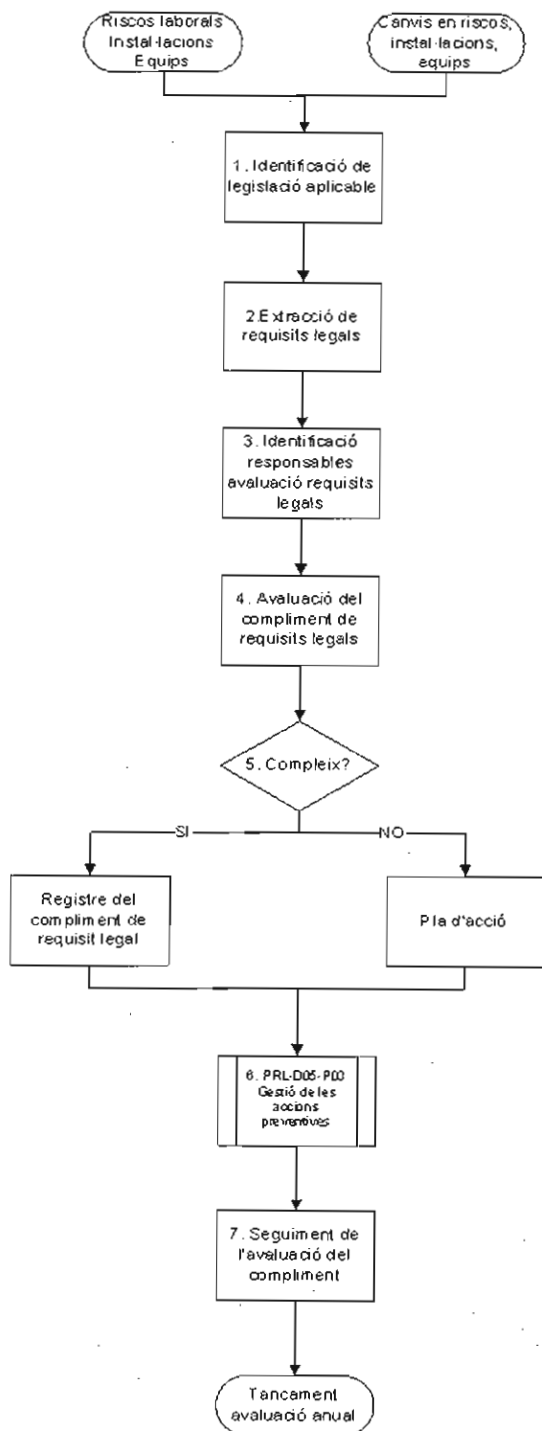 Riscos laborals
Instal·lacions
Equips
Canvis en riscos,
instal·lacions,
equips
1. Identificació de
legislació aplicable
2.Extracció de
requisits legals
3. Identificació
responsables
avaluació requisits
legals
4. Avaluació del
compliment de
requisits legals
5. Compleix?
SI
NO
Registre del
compliment de
requisit legal
Pla d'acció
6. PRL-D05-P03
Gestió de les
accions
preventives
7. Seguiment de
l'avaluació del
compliment
Tancament
avaluació anual